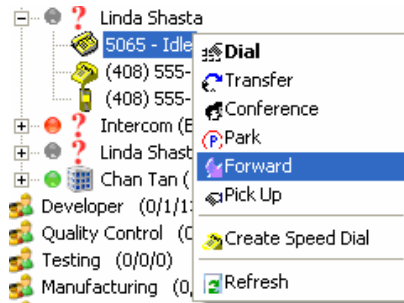 Linda Shasta
5065 - Idle
(408) 555-
(408) 555-
Intercom (E
Linda Shast
Chan Tan (
Developer (0/1/1
Quality Control (0
Testing (0/0/0)
Manufacturing (0,
Dial
Transfer
Conference
Park
Forward
Pick Up
Create Speed Dial
Refresh